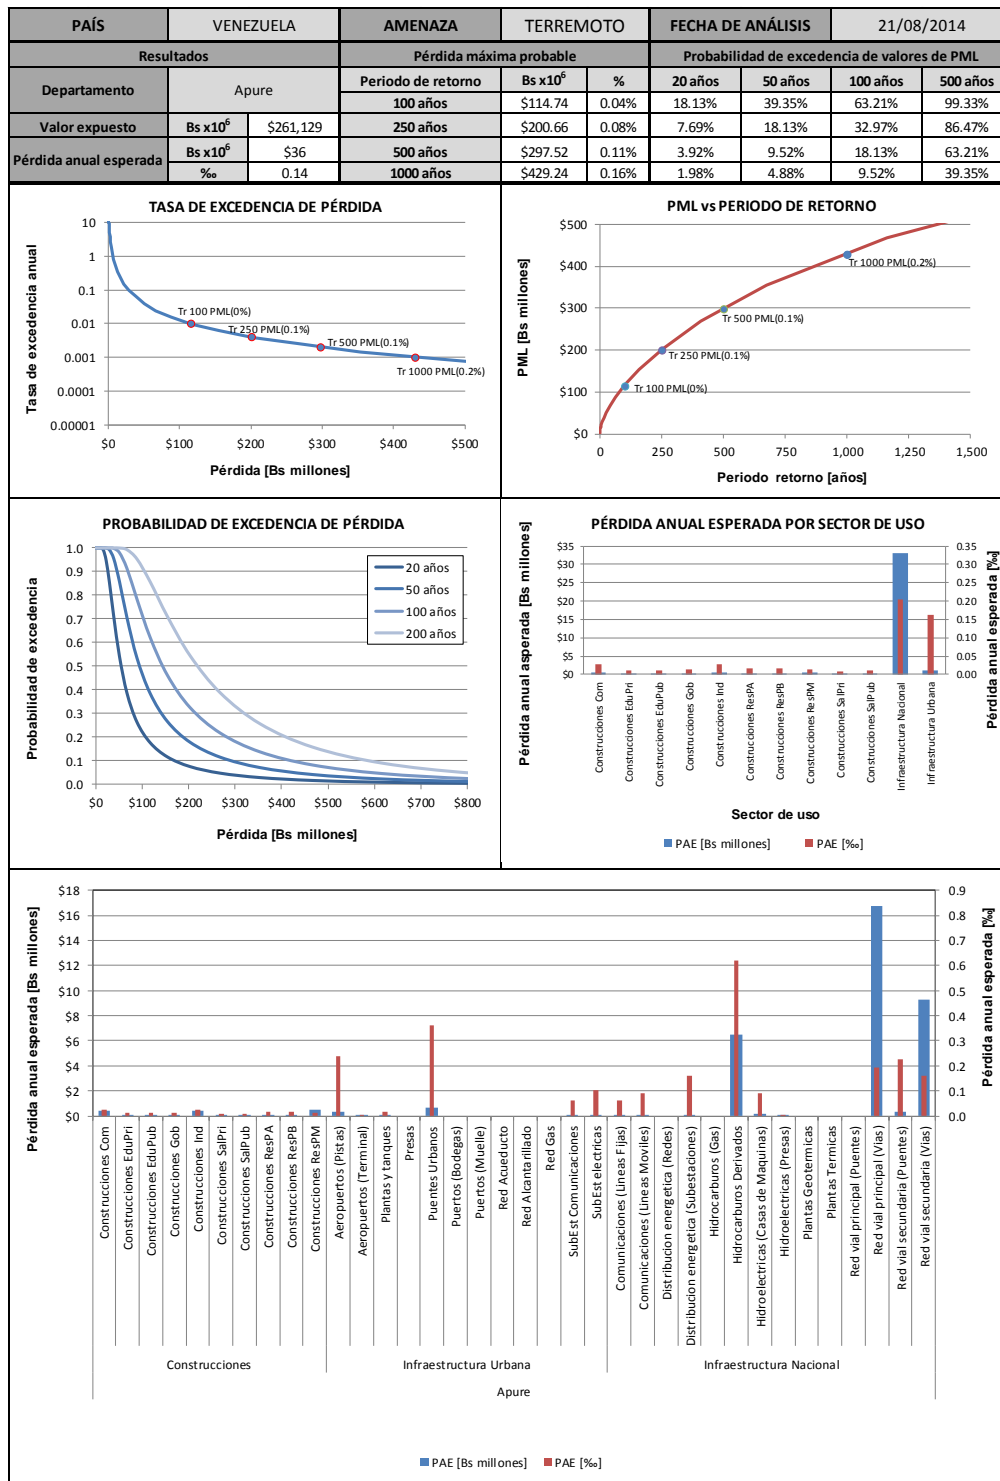 PAÍS VENEZUELA AMENAZA TERREMOTO FECHA DE ANÁLISIS 21/08/2014
Resultados Pérdida máxima probable Probabilidad de excedencia de valores de PML
Departamento Apure Periodo de retorno Bs x10⁶ % 20 años 50 años 100 años 500 años
100 años $114.74 0.04% 18.13% 39.35% 63.21% 99.33%
Valor expuesto Bs x10⁶ $261,129 250 años $200.66 0.08% 7.69% 18.13% 32.97% 86.47%
Pérdida anual esperada Bs x10⁶ $36 500 años $297.52 0.11% 3.92% 9.52% 18.13% 63.21%
‰ 0.14 1000 años $429.24 0.16% 1.98% 4.88% 9.52% 39.35%
TASA DE EXCEDENCIA DE PÉRDIDA
Tasa de excedencia anual
10
1
0.1
0.01
0.001
0.0001
0.00001
Tr 100 PML(0%)
Tr 250 PML(0.1%)
Tr 500 PML(0.1%)
Tr 1000 PML(0.2%)
$0 $100 $200 $300 $400 $500
Pérdida [Bs millones]
PML vs PERIODO DE RETORNO
PML [Bs millones]
$500
$400
$300
$200
$100
$0
Tr 1000 PML(0.2%)
Tr 500 PML(0.1%)
Tr 250 PML(0.1%)
Tr 100 PML(0%)
0 250 500 750 1,000 1,250 1,500
Periodo retorno [años]
PROBABILIDAD DE EXCEDENCIA DE PÉRDIDA
Probabilidad de excedencia
1.0
0.9
0.8
0.7
0.6
0.5
0.4
0.3
0.2
0.1
0.0
20 años
50 años
100 años
200 años
$0 $100 $200 $300 $400 $500 $600 $700 $800
Pérdida [Bs millones]
PÉRDIDA ANUAL ESPERADA POR SECTOR DE USO
Pérdida anual asperada [Bs millones]
$35
$30
$25
$20
$15
$10
$5
$0
0.35
0.30
0.25
0.20
0.15
0.10
0.05
0.00
Pérdida anual esperada [‰]
Construcciones Com
Construcciones EduPri
Construcciones EduPub
Construcciones Gob
Construcciones Ind
Construcciones ResPA
Construcciones ResPB
Construcciones ResPM
Construcciones SalPri
Construcciones SalPub
Infraestructura Nacional
Infraestructura Urbana
Sector de uso
PAE [Bs millones] PAE [‰]
Pérdida anual esperada [Bs millones]
$18
$16
$14
$12
$10
$8
$6
$4
$2
$0
0.9
0.8
0.7
0.6
0.5
0.4
0.3
0.2
0.1
0.0
Pérdida anual esperada [‰]
Construcciones Com
Construcciones EduPri
Construcciones EduPub
Construcciones Gob
Construcciones Ind
Construcciones SalPri
Construcciones SalPub
Construcciones ResPA
Construcciones ResPB
Construcciones ResPM
Aeropuertos (Pistas)
Aeropuertos (Terminal)
Plantas y tanques
Presas
Puentes Urbanos
Puertos (Bodegas)
Puertos (Muelle)
Red Acueducto
Red Alcantarillado
Red Gas
SubEst Comunicaciones
SubEst electricas
Comunicaciones (Lineas Fijas)
Comunicaciones (Lineas Moviles)
Distribucion energetica (Redes)
Distribucion energetica (Subestaciones)
Hidrocarburos (Gas)
Hidrocarburos Derivados
Hidroelectricas (Casas de Maquinas)
Hidroelectricas (Presas)
Plantas Geotermicas
Plantas Termicas
Red vial principal (Puentes)
Red vial principal (Vias)
Red vial secundaria (Puentes)
Red vial secundaria (Vias)
Construcciones Infraestructura Urbana Infraestructura Nacional
Apure
PAE [Bs millones] PAE [‰]